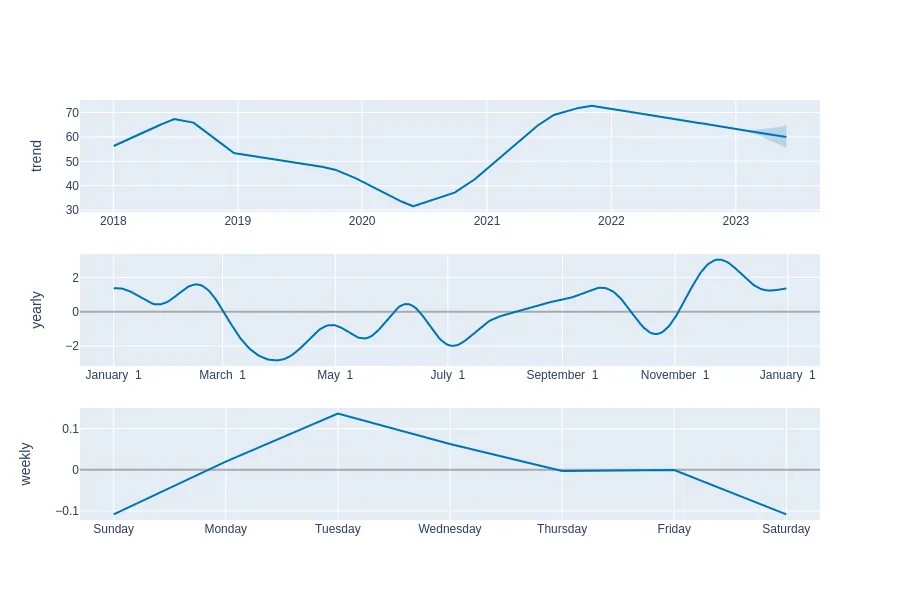 trend
70
60
50
40
30
2018 2019 2020 2021 2022 2023
yearly
2
0
−2
January 1 March 1 May 1 July 1 September 1 November 1 January 1
weekly
0.1
0
−0.1
Sunday Monday Tuesday Wednesday Thursday Friday Saturday